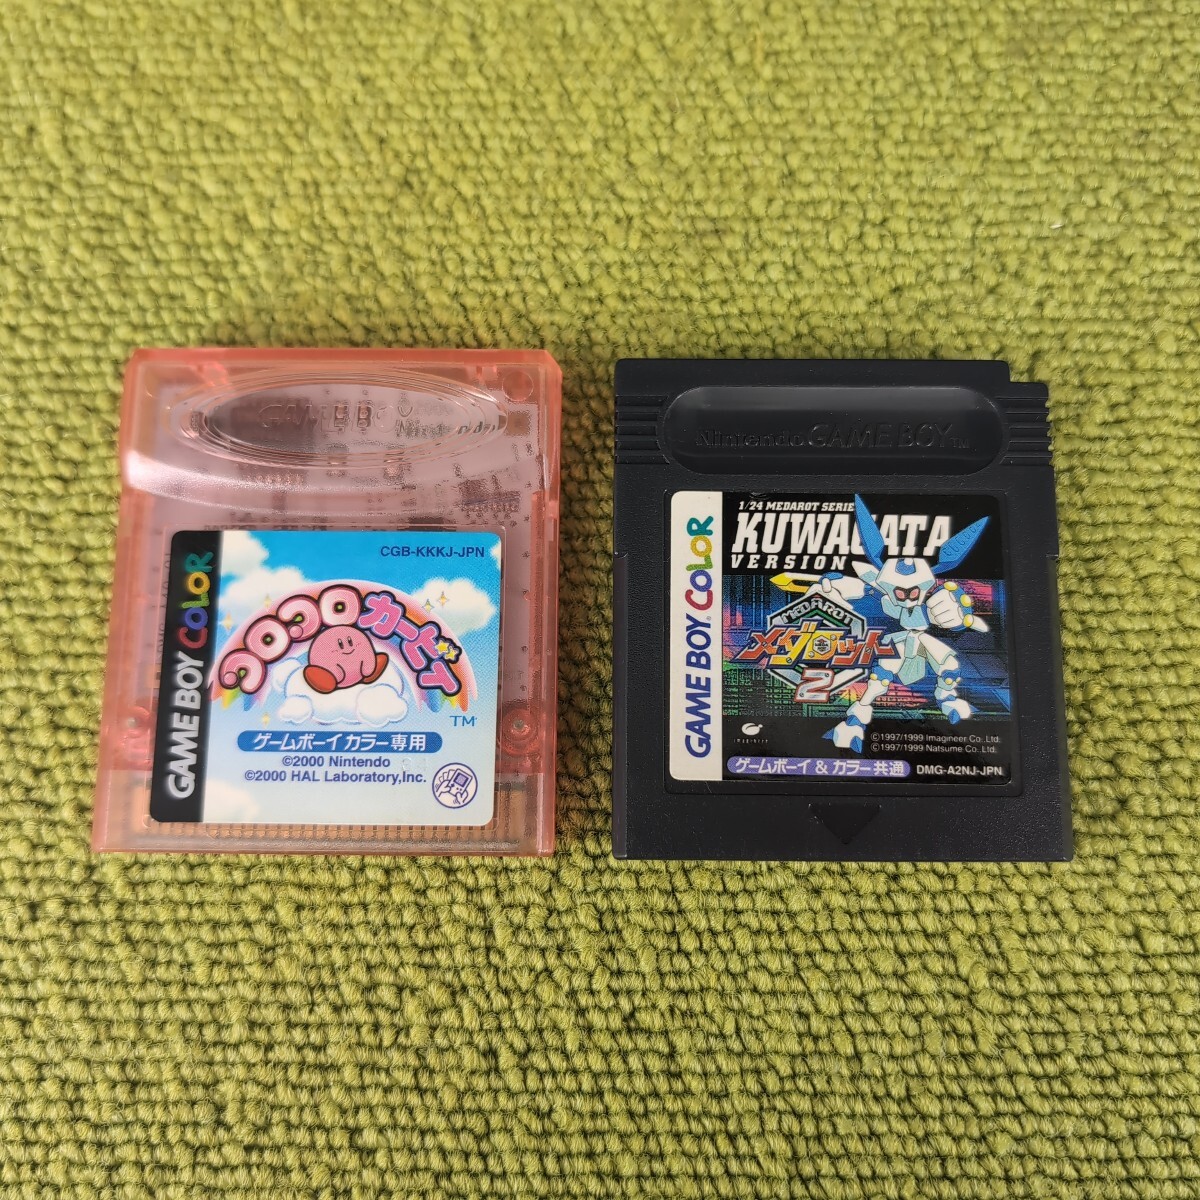 GAME BOY
Nintendo
GAME BOY COLOR
CGB-KKKJ-JPN
コロコロカービィ
TM
ゲームボーイカラー専用
©2000 Nintendo
©2000 HAL Laboratory,Inc.
Nintendo GAME BOY TM
GAME BOY COLOR
1/24 MEDAROT SERIE
KUWAGATA
VERSION
MEDAROT
メダロット
2
imagineer
©1997/1999 Imagineer Co.,Ltd.
©1997/1999 Natsume Co.,Ltd.
ゲームボーイ & カラー共通
DMG-A2NJ-JPN